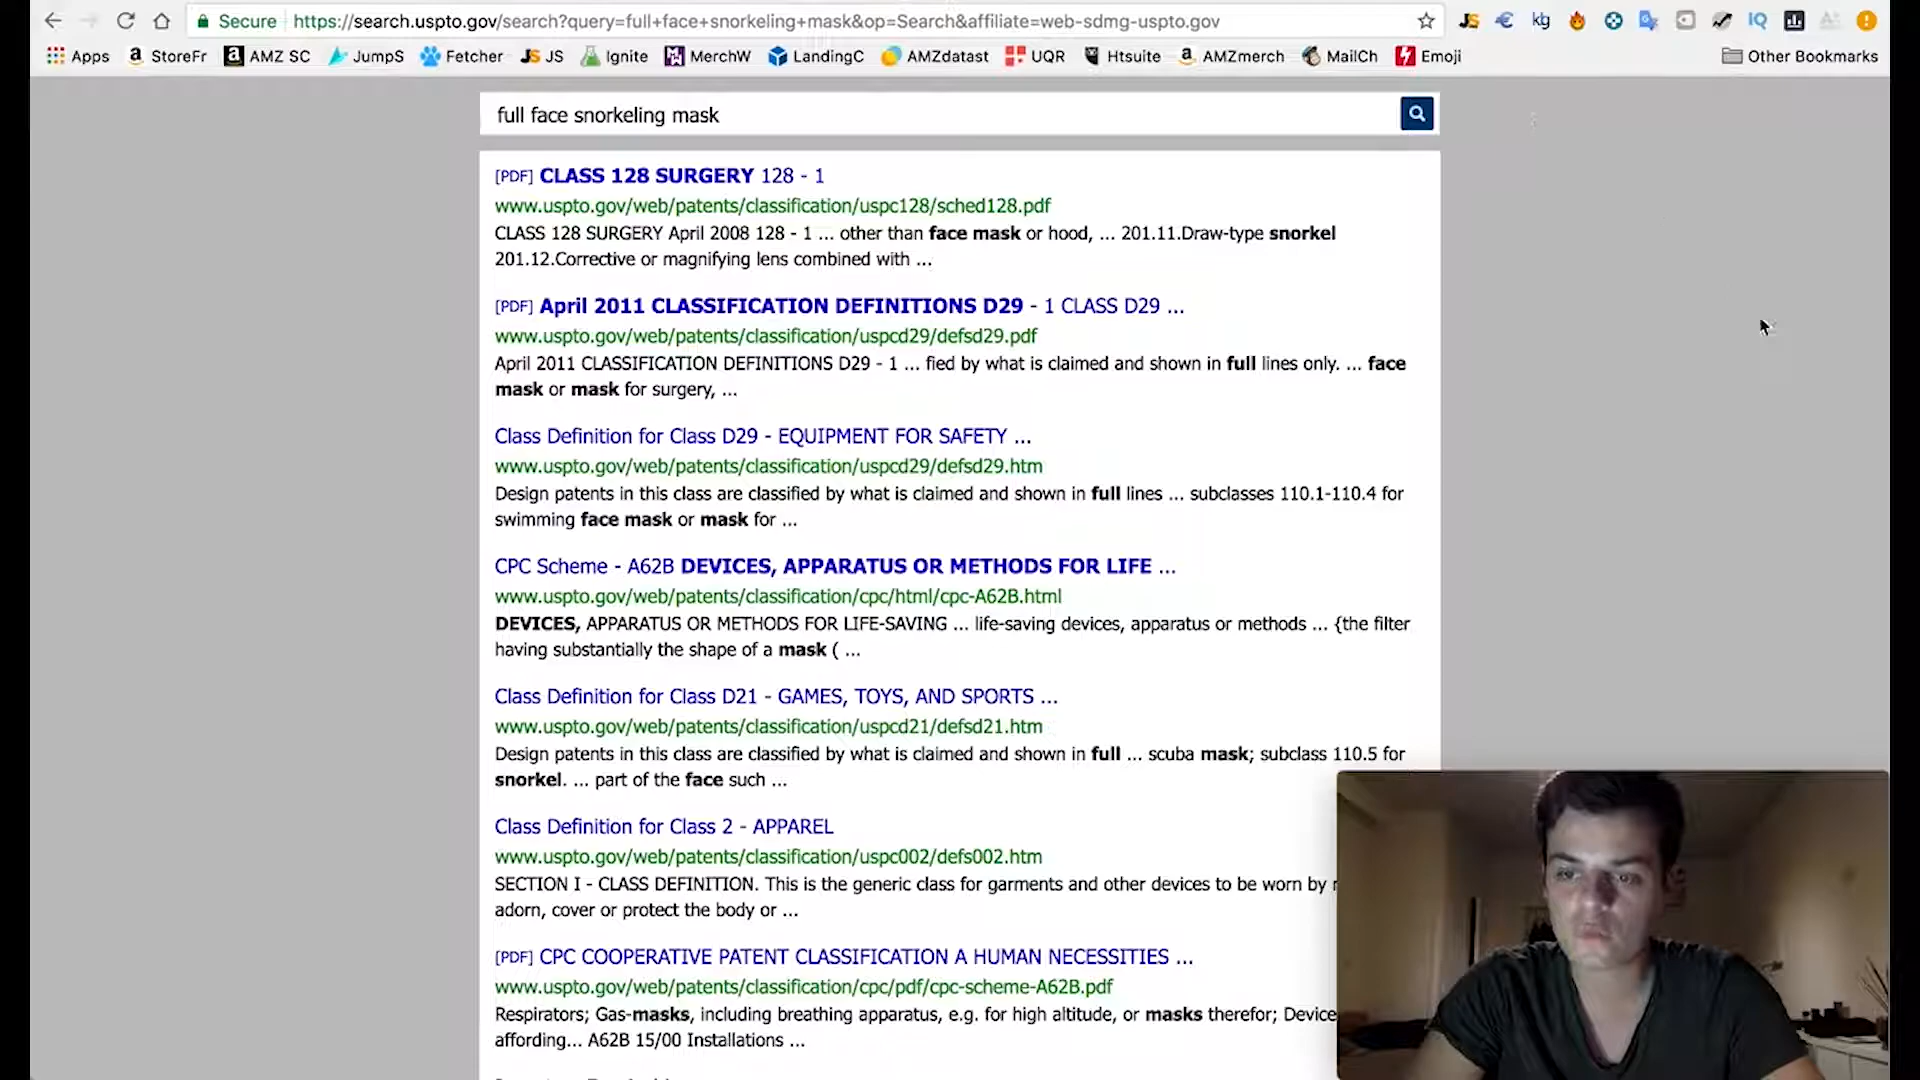 Secure https://search.uspto.gov/search?query=full+face+snorkeling+mask&op=Search&affiliate=web-sdmg-uspto.gov
Apps StoreFr AMZ SC JumpS Fetcher JS Ignite MerchW LandingC AMZdatast UQR Htsuite AMZmerch MailCh Emoji Other Bookmarks
full face snorkeling mask
[PDF] CLASS 128 SURGERY 128 - 1
www.uspto.gov/web/patents/classification/uspc128/sched128.pdf
CLASS 128 SURGERY April 2008 128 - 1 ... other than face mask or hood, ... 201.11.Draw-type snorkel
201.12.Corrective or magnifying lens combined with ...
[PDF] April 2011 CLASSIFICATION DEFINITIONS D29 - 1 CLASS D29 ...
www.uspto.gov/web/patents/classification/uspcd29/defsd29.pdf
April 2011 CLASSIFICATION DEFINITIONS D29 - 1 ... fied by what is claimed and shown in full lines only. ... face
mask or mask for surgery, ...
Class Definition for Class D29 - EQUIPMENT FOR SAFETY ...
www.uspto.gov/web/patents/classification/uspcd29/defsd29.htm
Design patents in this class are classified by what is claimed and shown in full lines ... subclasses 110.1-110.4 for
swimming face mask or mask for ...
CPC Scheme - A62B DEVICES, APPARATUS OR METHODS FOR LIFE ...
www.uspto.gov/web/patents/classification/cpc/html/cpc-A62B.html
DEVICES, APPARATUS OR METHODS FOR LIFE-SAVING ... life-saving devices, apparatus or methods ... {the filter
having substantially the shape of a mask ( ...
Class Definition for Class D21 - GAMES, TOYS, AND SPORTS ...
www.uspto.gov/web/patents/classification/uspcd21/defsd21.htm
Design patents in this class are classified by what is claimed and shown in full ... scuba mask; subclass 110.5 for
snorkel. ... part of the face such ...
Class Definition for Class 2 - APPAREL
www.uspto.gov/web/patents/classification/uspc002/defs002.htm
SECTION I - CLASS DEFINITION. This is the generic class for garments and other devices to be worn by
adorn, cover or protect the body or ...
[PDF] CPC COOPERATIVE PATENT CLASSIFICATION A HUMAN NECESSITIES ...
www.uspto.gov/web/patents/classification/cpc/pdf/cpc-scheme-A62B.pdf
Respirators; Gas-masks, including breathing apparatus, e.g. for high altitude, or masks therefor; Device
affording... A62B 15/00 Installations ...